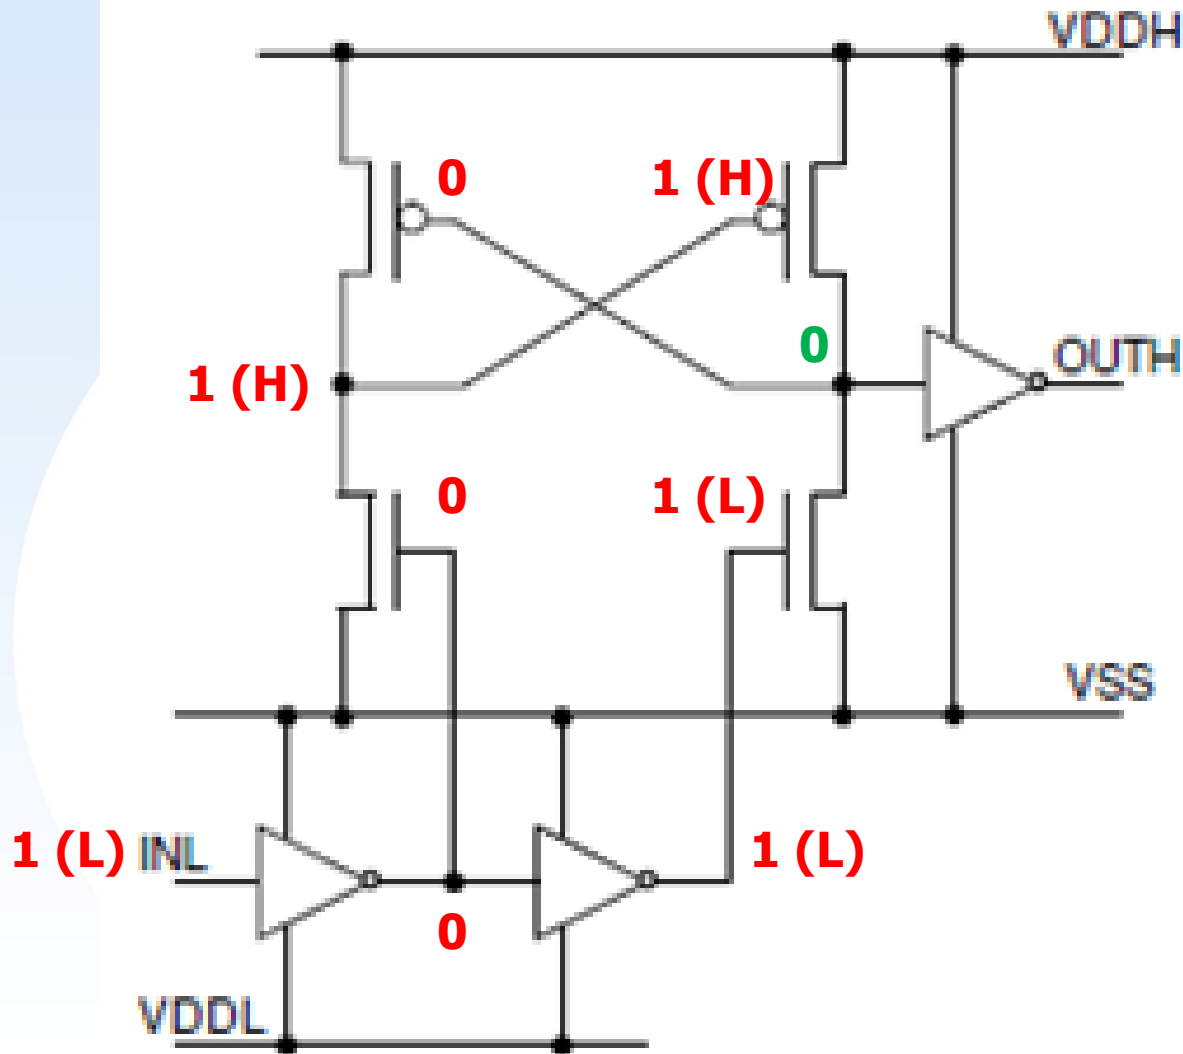 VDDH
0
1 (H)
0
OUTH
1 (H)
0
1 (L)
VSS
1 (L)
INL
1 (L)
0
VDDL